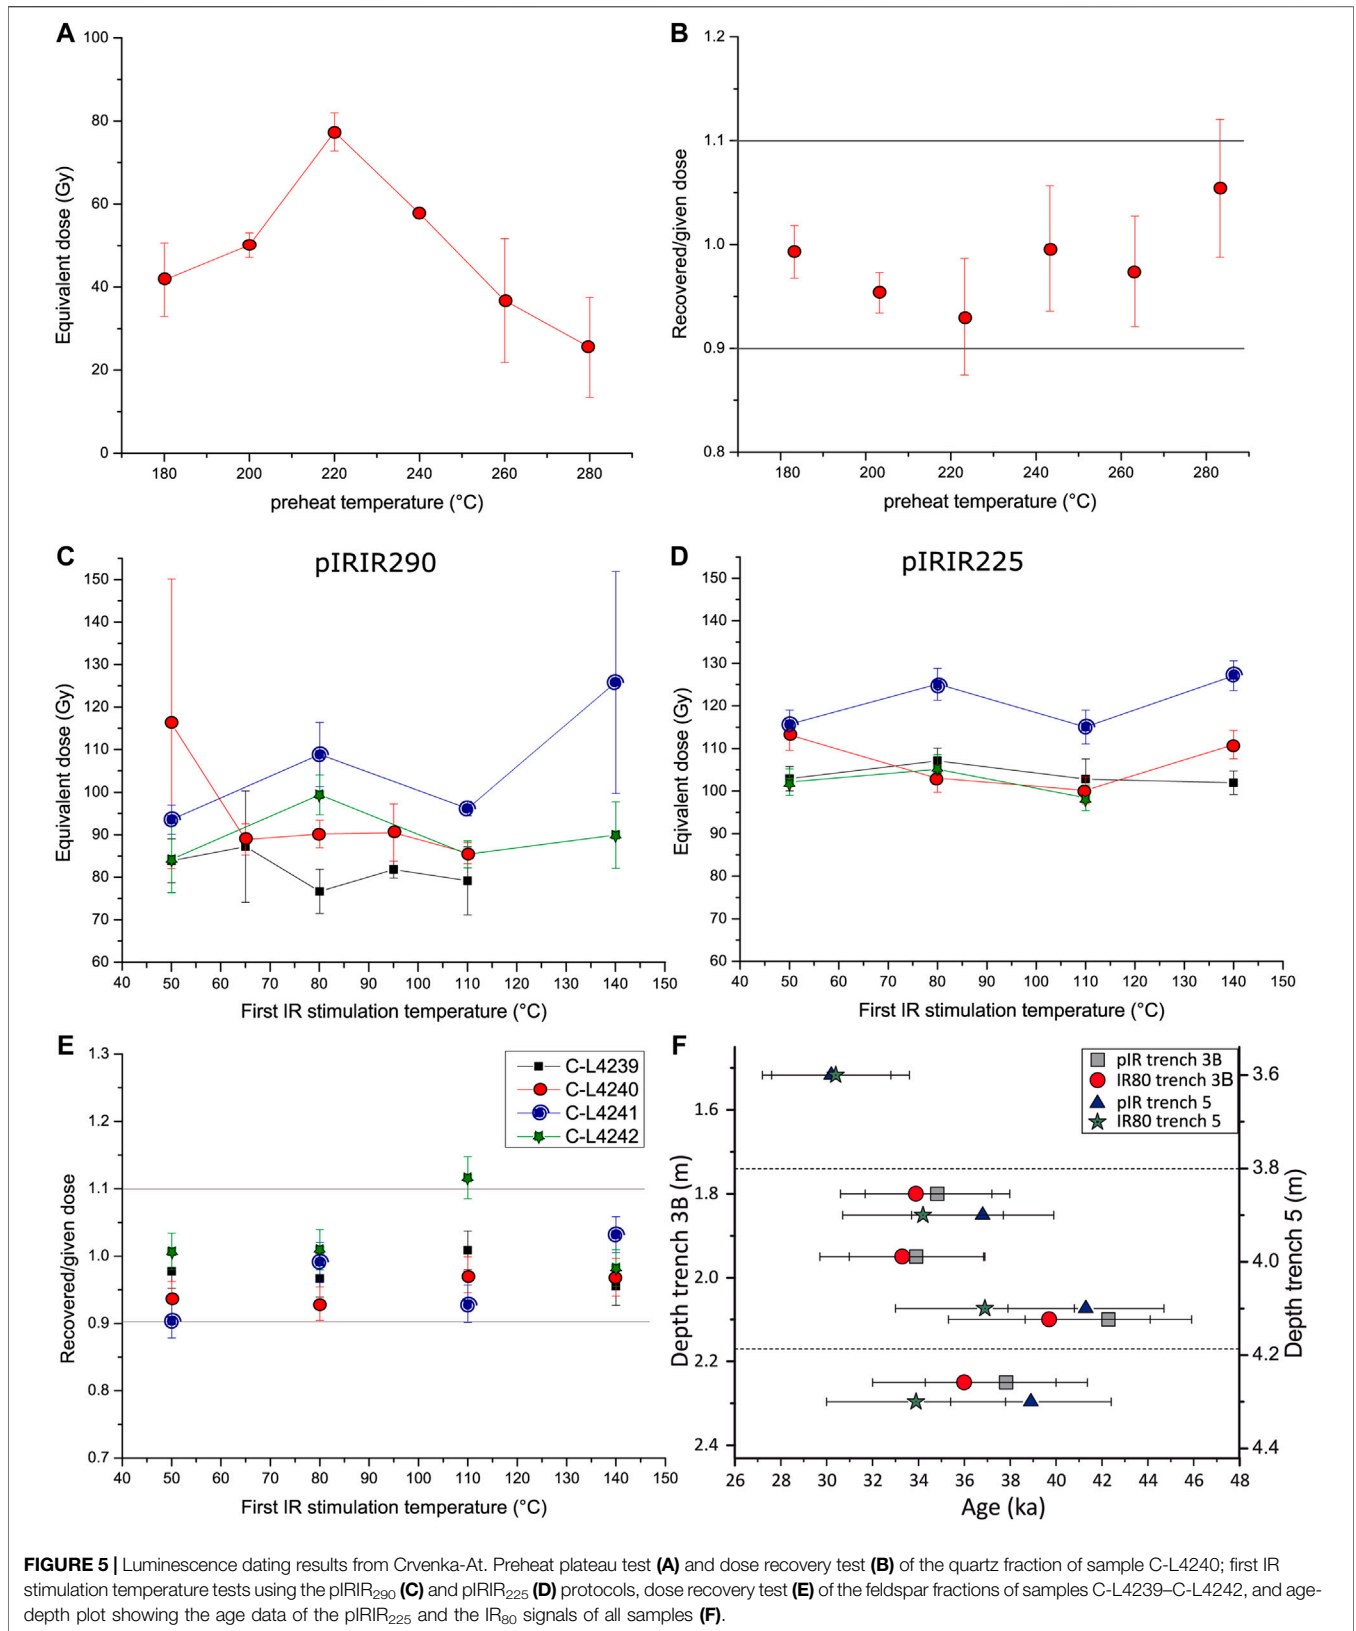 A
100
80
60
40
20
0
Equivalent dose (Gy)
180 200 220 240 260 280
preheat temperature (°C)
B
1.2
1.1
1.0
0.9
0.8
Recovered/given dose
180 200 220 240 260 280
preheat temperature (°C)
C
pIRIR290
150
140
130
120
110
100
90
80
70
60
Equivalent dose (Gy)
40 50 60 70 80 90 100 110 120 130 140 150
First IR stimulation temperature (°C)
D
pIRIR225
150
140
130
120
110
100
90
80
70
60
Eqivalent dose (Gy)
40 50 60 70 80 90 100 110 120 130 140 150
First IR stimulation temperature (°C)
E
1.3
1.2
1.1
1.0
0.9
0.9
0.7
Recovered/given dose
C-L4239
C-L4240
C-L4241
C-L4242
40 50 60 70 80 90 100 110 120 130 140 150
First IR stimulation temperature (°C)
F
pIR trench 3B
IR80 trench 3B
pIR trench 5
IR80 trench 5
1.6
1.8
2.0
2.2
2.4
Depth trench 3B (m)
3.6
3.8
4.0
4.2
4.4
Depth trench 5 (m)
26 30 32 34 36 38 40 42 44 46 48
Age (ka)
FIGURE 5 | Luminescence dating results from Crvenka-At. Preheat plateau test (A) and dose recovery test (B) of the quartz fraction of sample C-L4240; first IR
stimulation temperature tests using the pIRIR290 (C) and pIRIR225 (D) protocols, dose recovery test (E) of the feldspar fractions of samples C-L4239–C-L4242, and age-
depth plot showing the age data of the pIRIR225 and the IR80 signals of all samples (F).